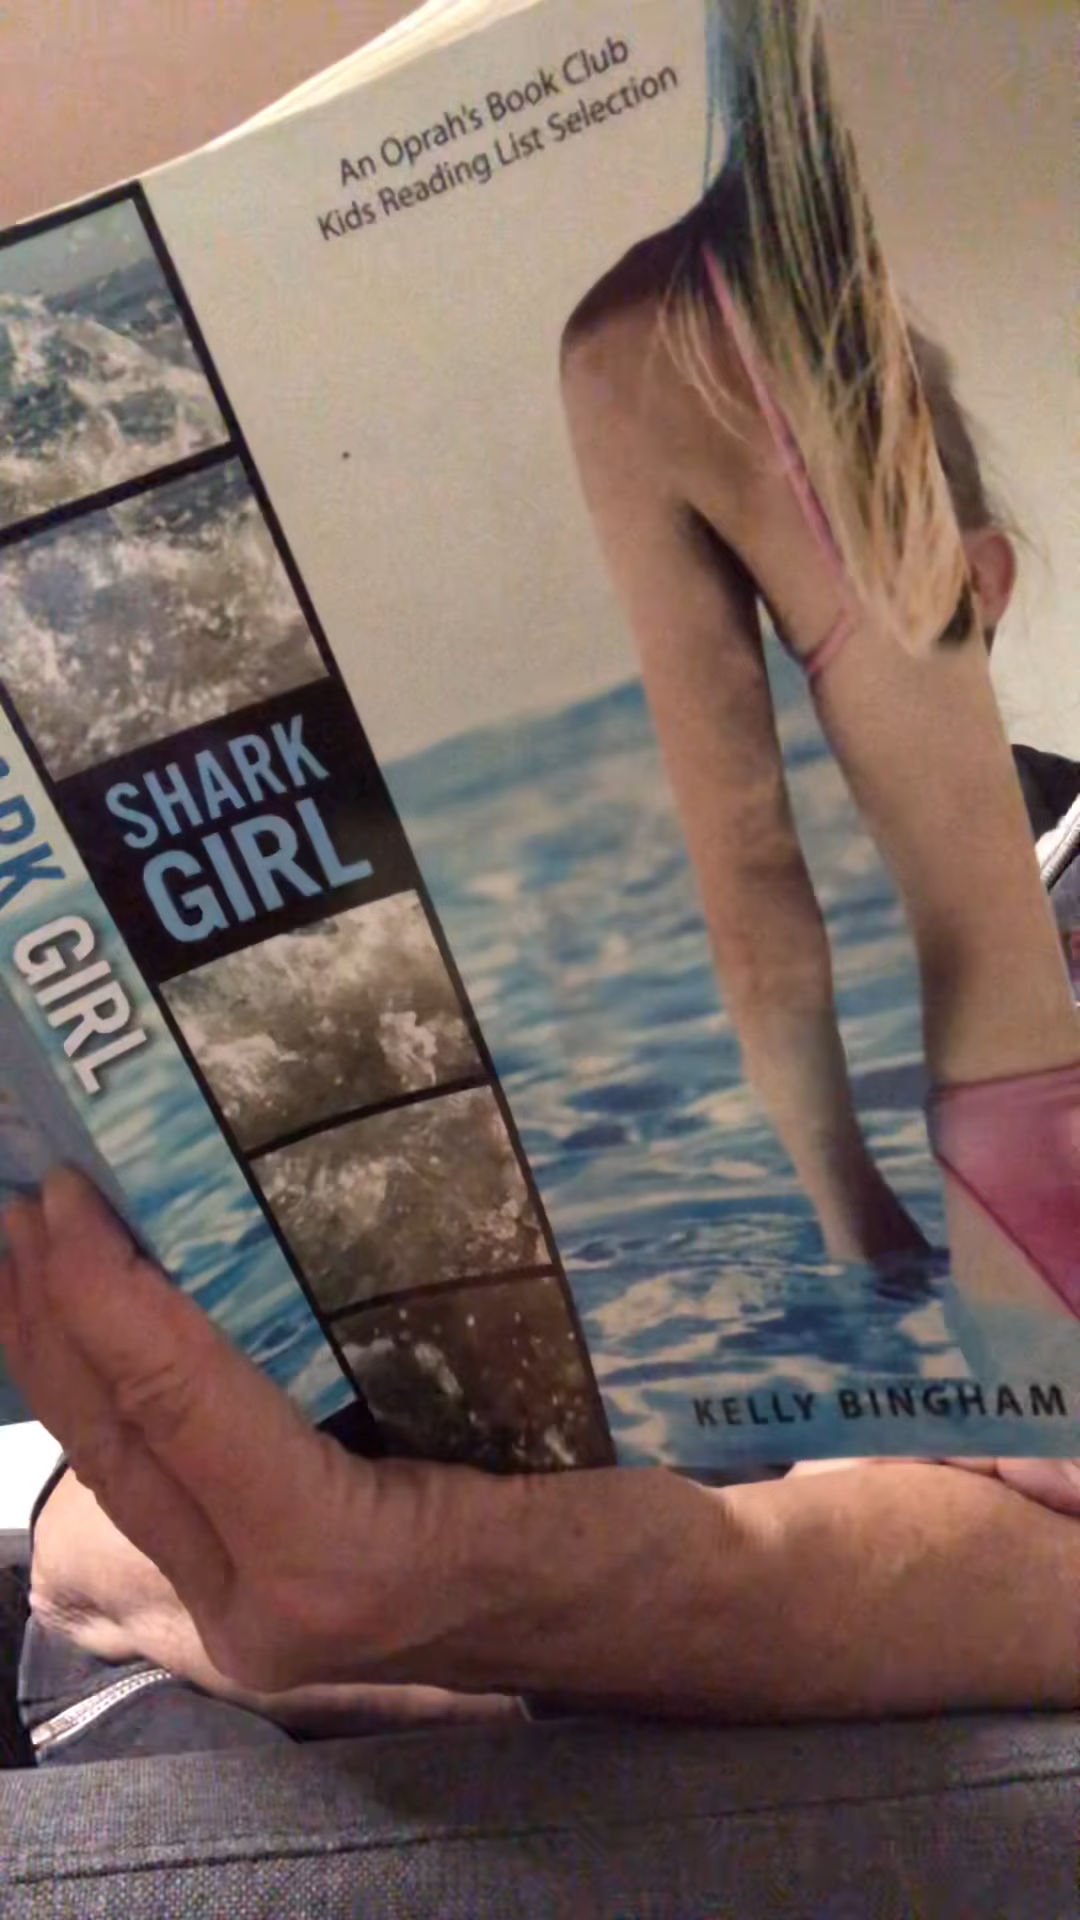 An Oprah's Book Club
Kids Reading List Selection
SHARK
GIRL
GIRL
KELLY BINGHAM